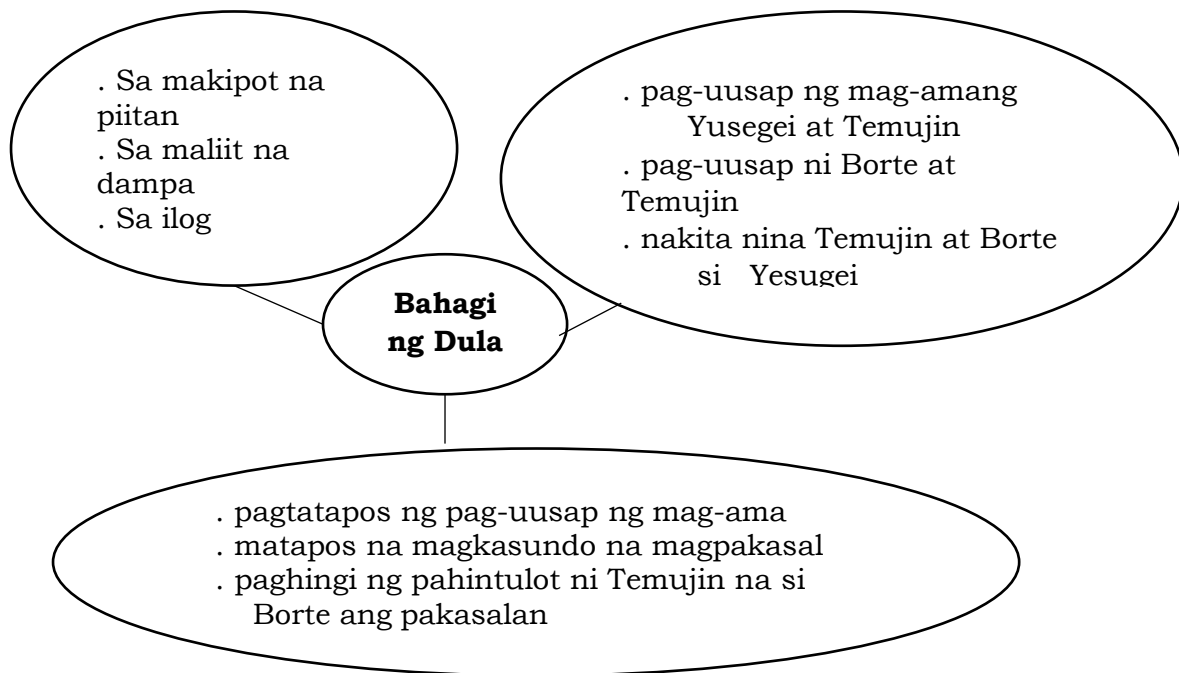 . Sa makipot na
piitan
. Sa maliit na
dampa
. Sa ilog
. pag-uusap ng mag-amang
Yusegei at Temujin
. pag-uusap ni Borte at
Temujin
. nakita nina Temujin at Borte
si Yesugei
Bahagi
ng Dula
. pagtatapos ng pag-uusap ng mag-ama
. matapos na magkasundo na magpakasal
. paghingi ng pahintulot ni Temujin na si
Borte ang pakasalan